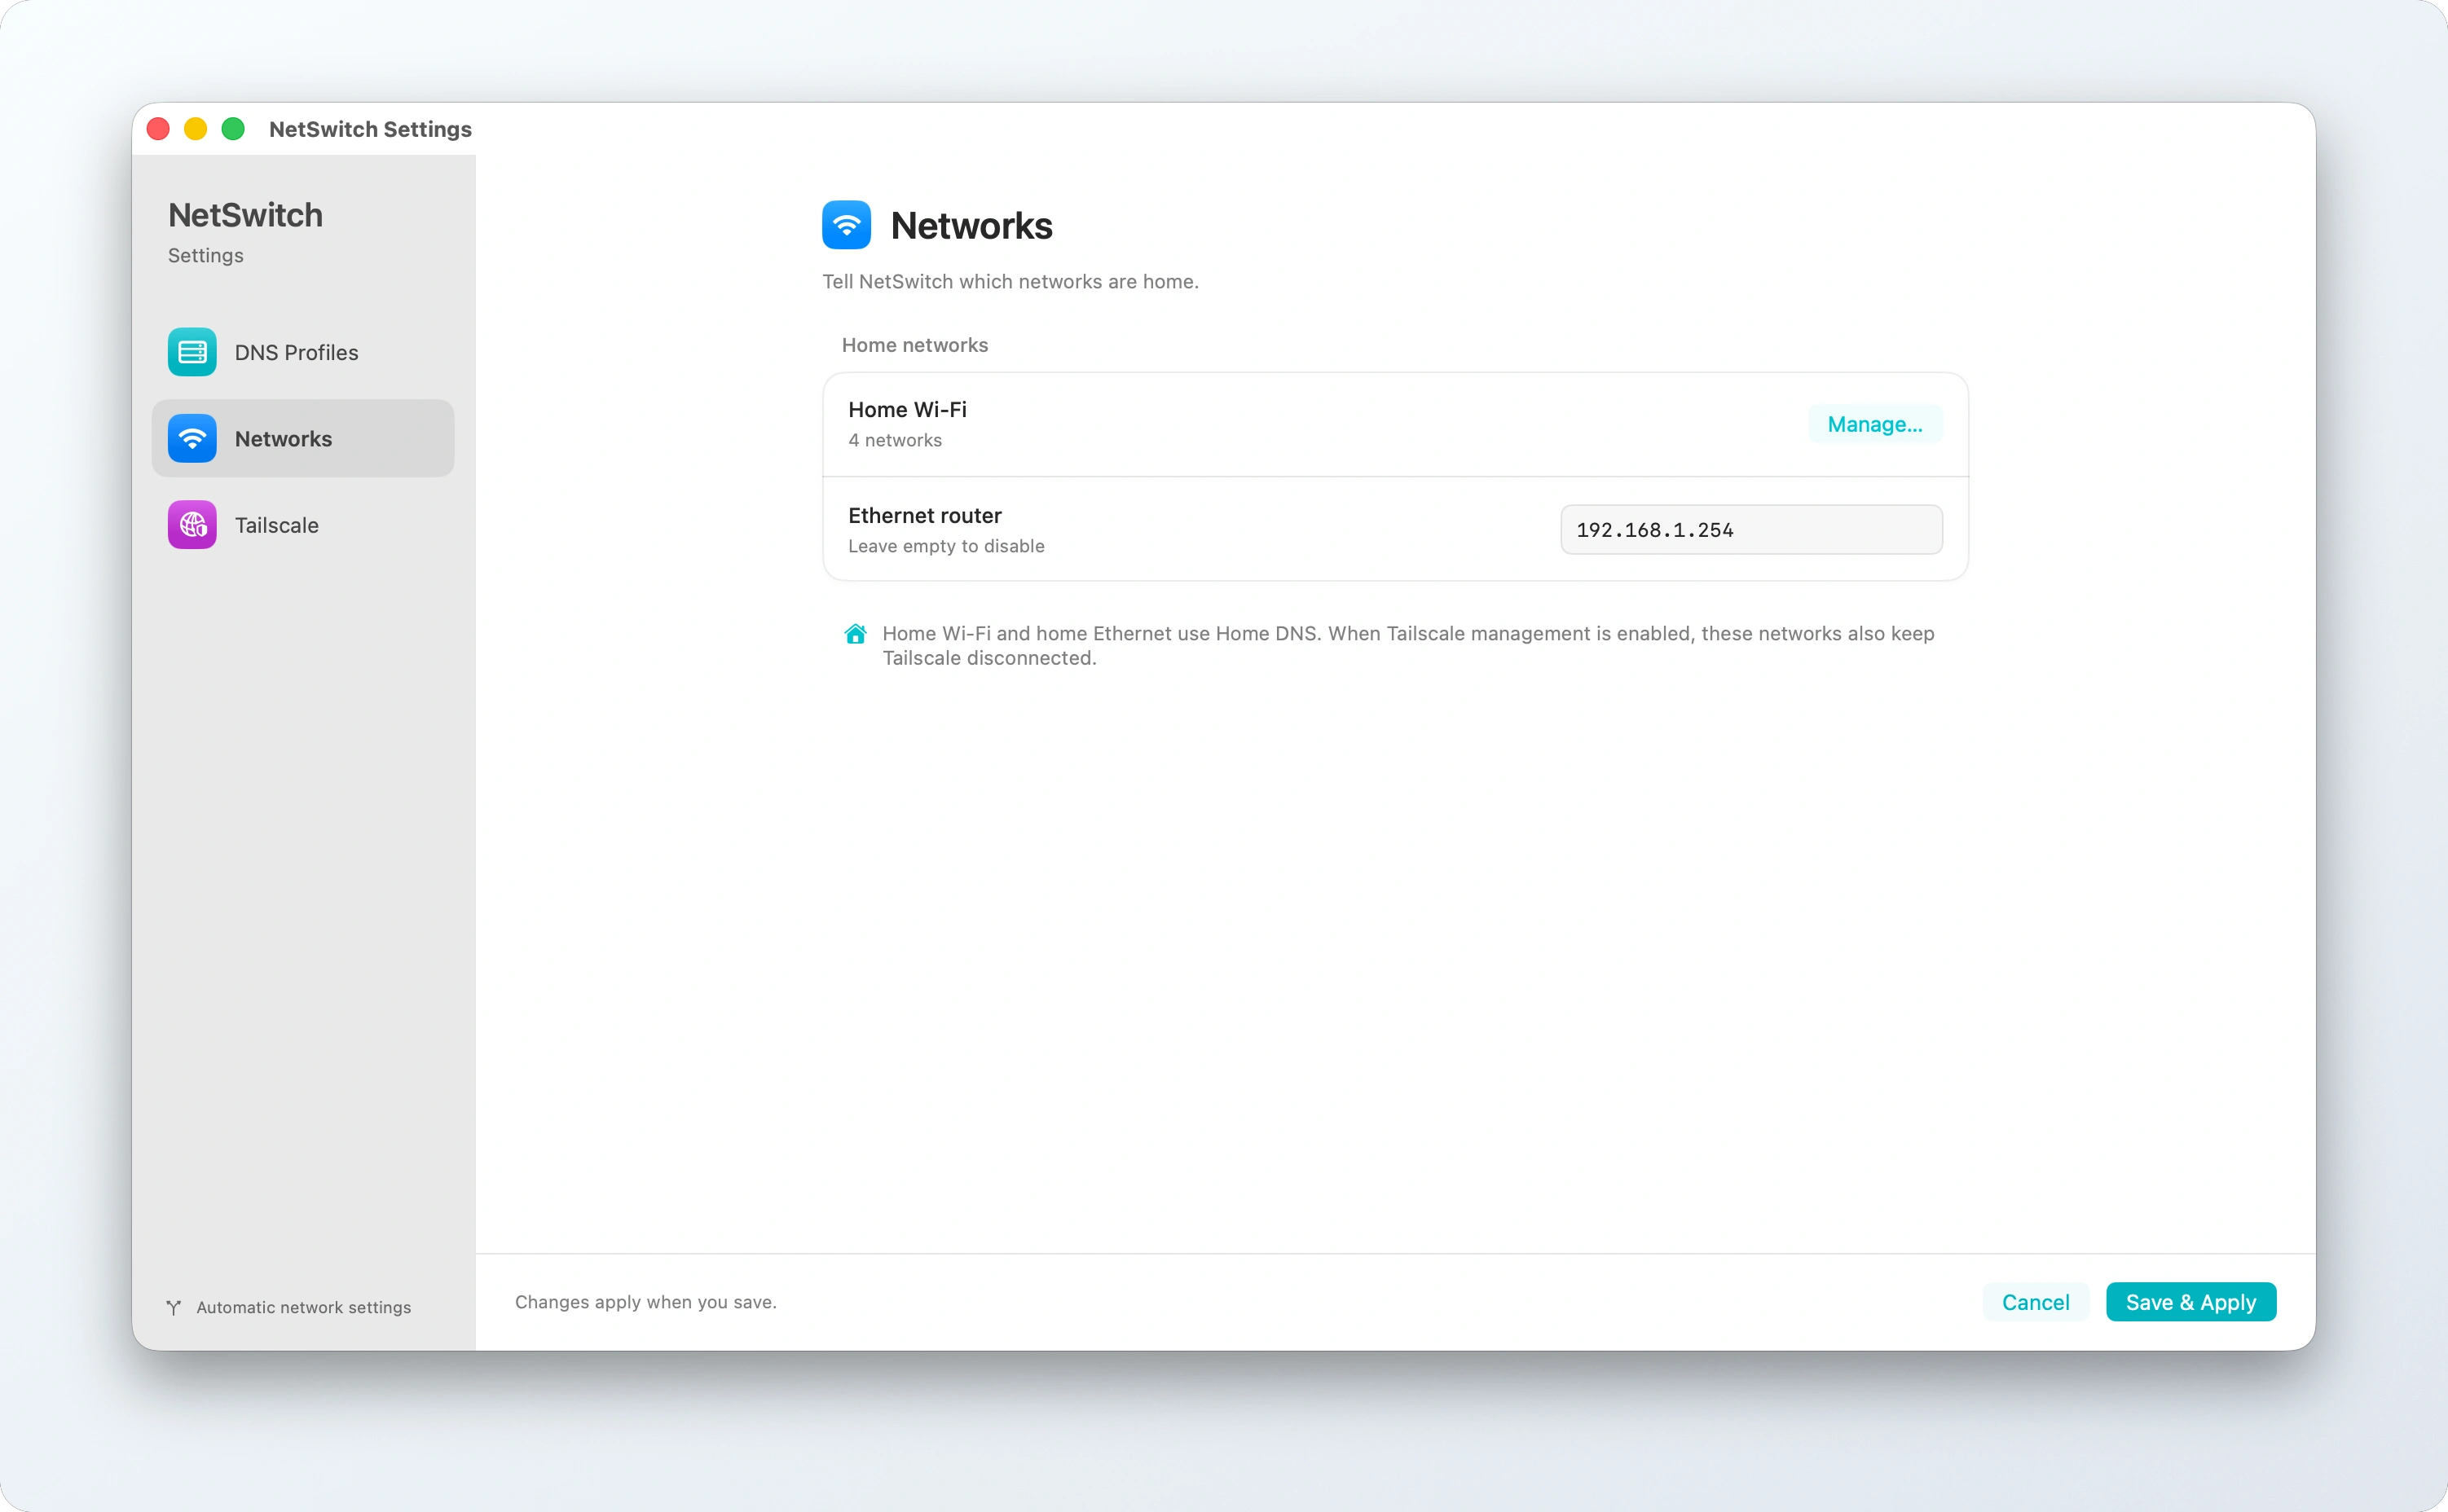 NetSwitch Settings
NetSwitch
Settings
DNS Profiles
Networks
Tailscale
Automatic network settings
Networks
Tell NetSwitch which networks are home.
Home networks
Home Wi-Fi
4 networks
Manage...
Ethernet router
Leave empty to disable
192.168.1.254
Home Wi-Fi and home Ethernet use Home DNS. When Tailscale management is enabled, these networks also keep
Tailscale disconnected.
Changes apply when you save.
Cancel
Save & Apply